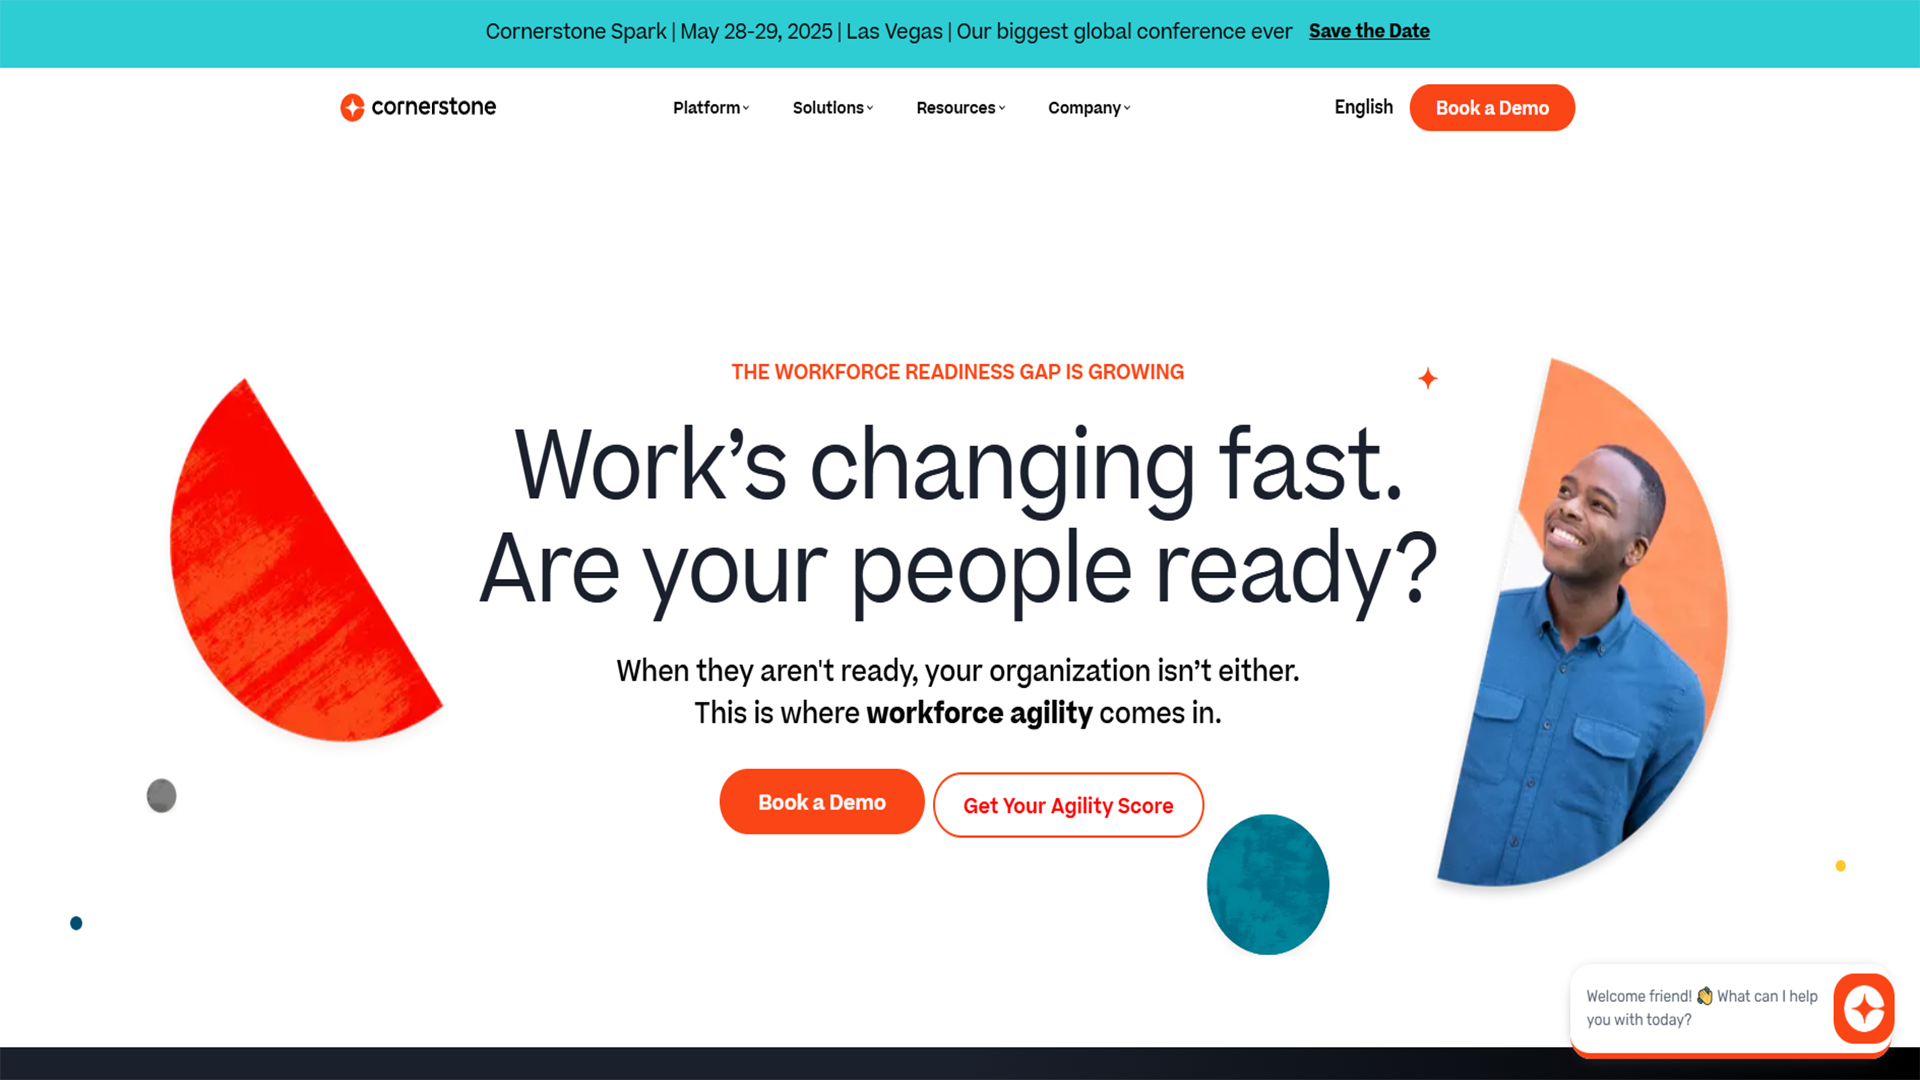 Cornerstone Spark | May 28-29, 2025 | Las Vegas | Our biggest global conference ever Save the Date
cornerstone Platform Solutions Resources Company English Book a Demo
THE WORKFORCE READINESS GAP IS GROWING
Work’s changing fast.
Are your people ready?
When they aren't ready, your organization isn’t either.
This is where workforce agility comes in.
Book a Demo Get Your Agility Score
Welcome friend! 👋 What can I help
you with today?